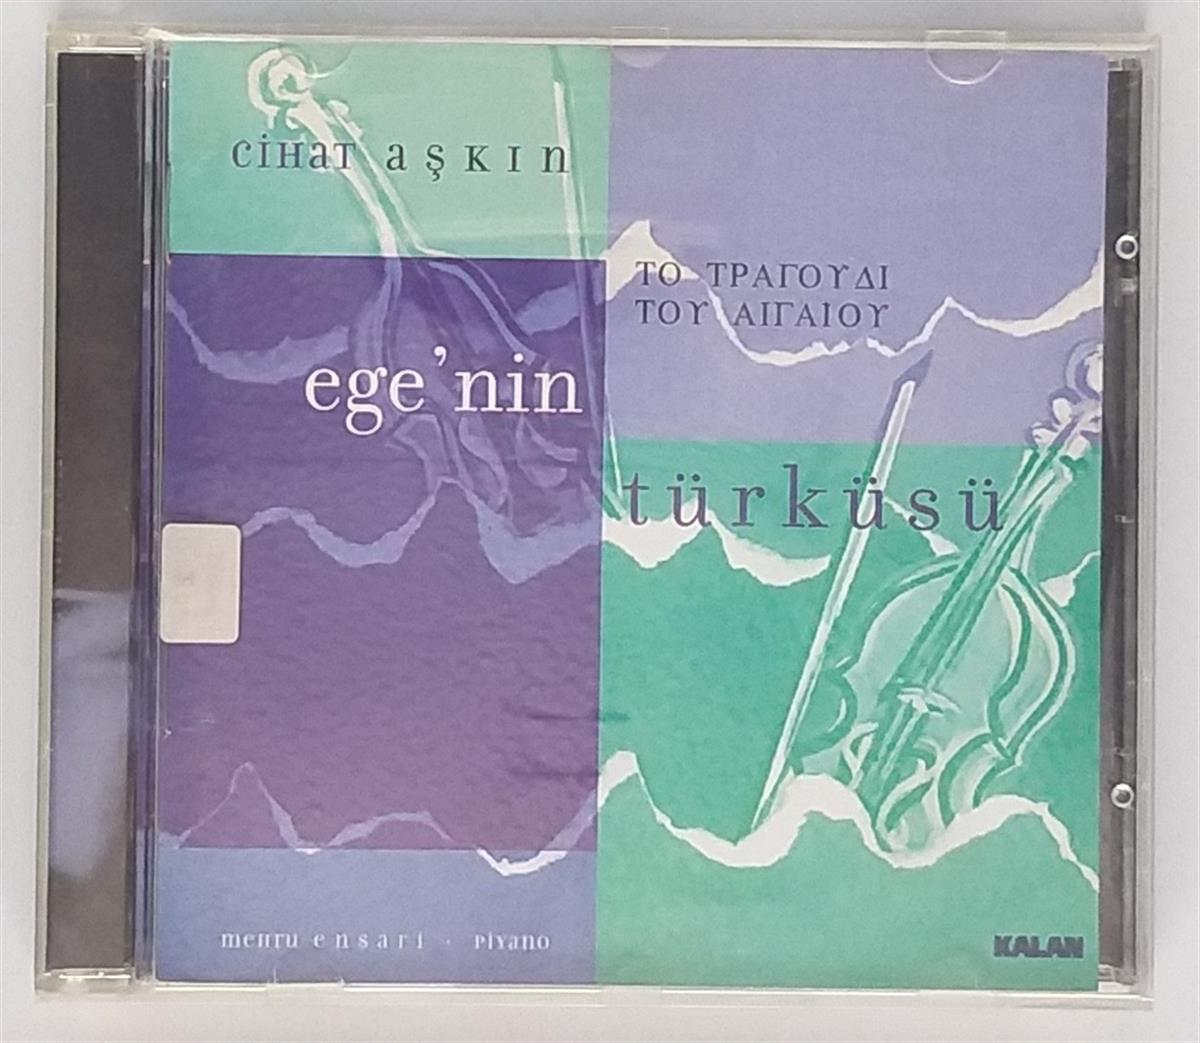 ciHaT aşKın
ΤΟ ΤΡΑΓΟΥΔΙ
ΤΟΥ ΑΙΓΑΙΟΥ
ege'nin
türküsü
meHru ensari · Piyano
KALAN